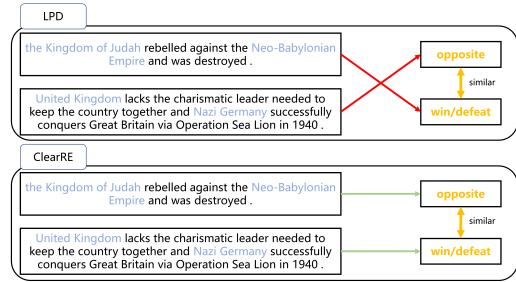 LPD
the Kingdom of Judah rebelled against the Neo-Babylonian
Empire and was destroyed .
United Kingdom lacks the charismatic leader needed to
keep the country together and Nazi Germany successfully
conquers Great Britain via Operation Sea Lion in 1940 .
opposite
similar
win/defeat
ClearRE
the Kingdom of Judah rebelled against the Neo-Babylonian
Empire and was destroyed .
United Kingdom lacks the charismatic leader needed to
keep the country together and Nazi Germany successfully
conquers Great Britain via Operation Sea Lion in 1940 .
opposite
similar
win/defeat